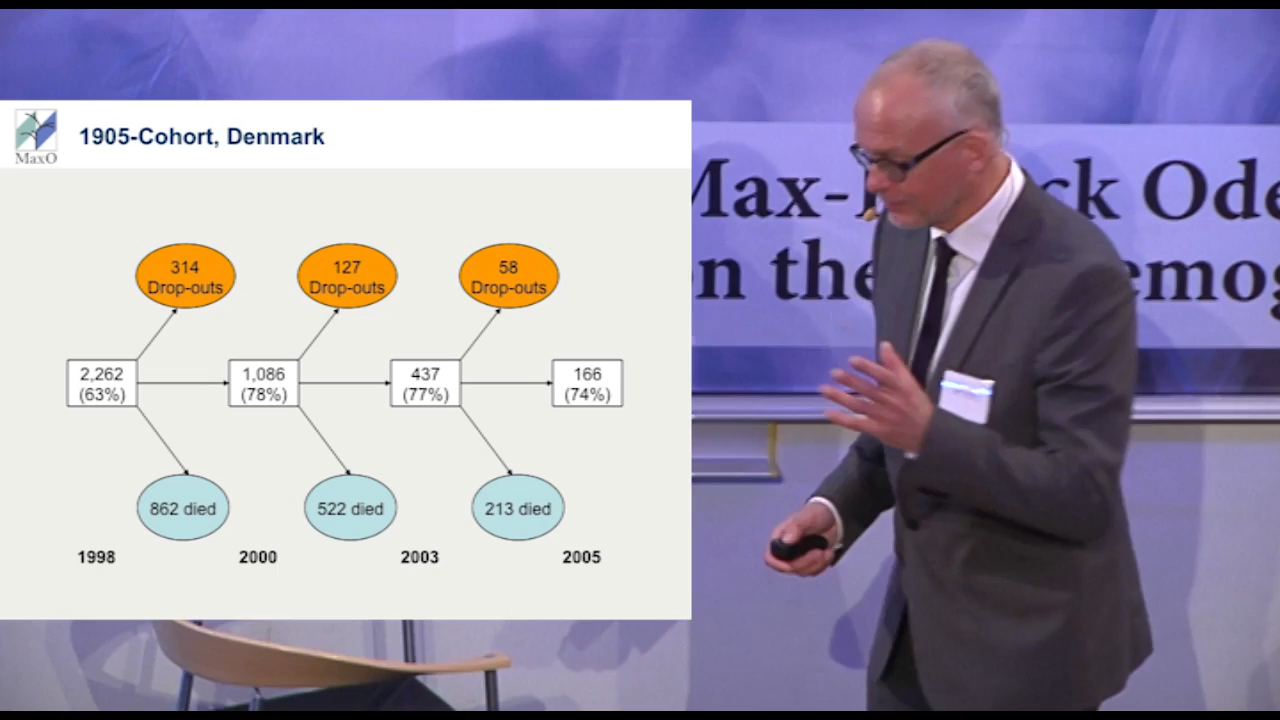 MaxO
1905-Cohort, Denmark
314
Drop-outs
127
Drop-outs
58
Drop-outs
2,262
(63%)
1,086
(78%)
437
(77%)
166
(74%)
862 died
522 died
213 died
1998
2000
2003
2005
Max- ck Ode
on the emog